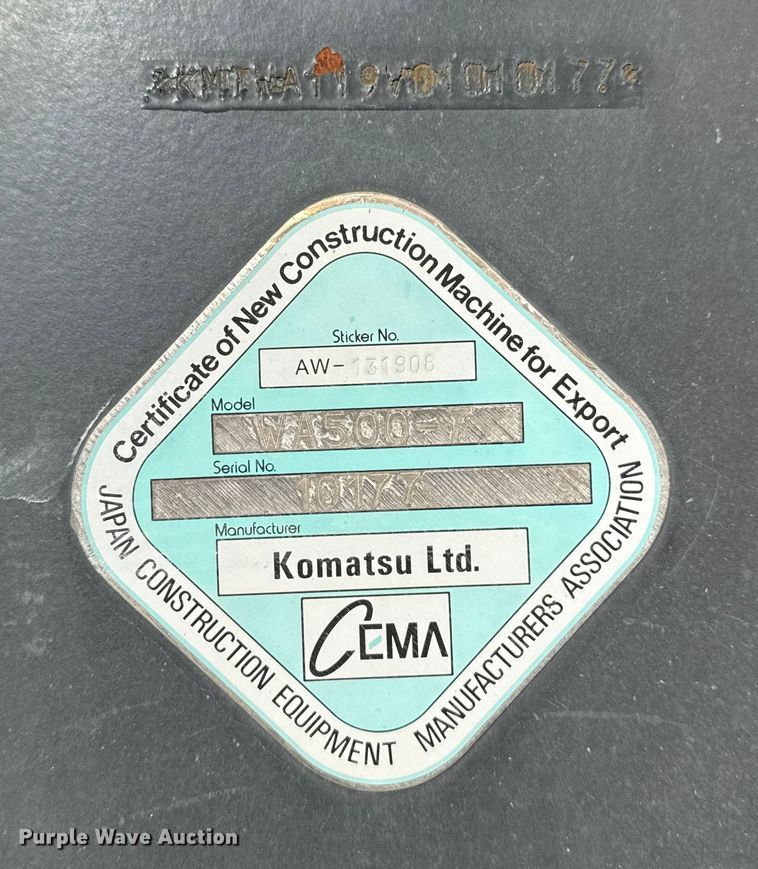 *KMTWA119V01010177*
Certificate of New Construction Machine for Export
Sticker No.
AW-131908
Model
WA500-7
Serial No.
10177
Manufacturer
Komatsu Ltd.
CEMA
JAPAN CONSTRUCTION EQUIPMENT MANUFACTURERS ASSOCIATION
Purple Wave Auction